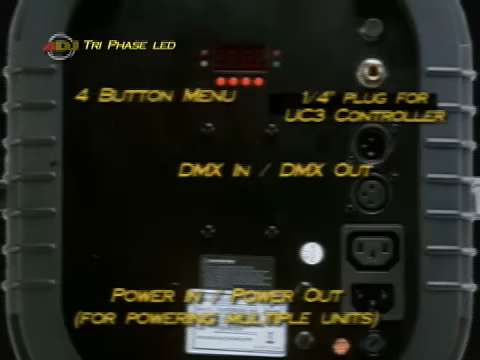 ADJ TRI PHASE LED
4 BUTTON MENU
1/4" PLUG FOR
UC3 CONTROLLER
DMX IN / DMX OUT
POWER IN / POWER OUT
(FOR POWERING MULTIPLE UNITS)